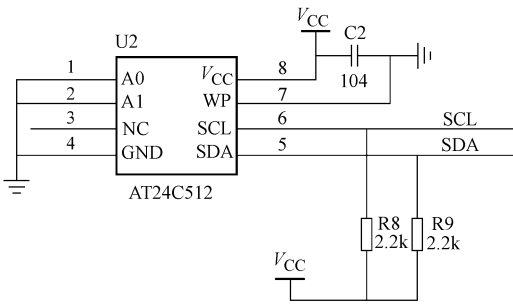 VCC
C2
104
U2
1 A0 VCC 8
2 A1 WP 7
3 NC SCL 6 SCL
4 GND SDA 5 SDA
AT24C512
R8 R9
2.2k 2.2k
VCC